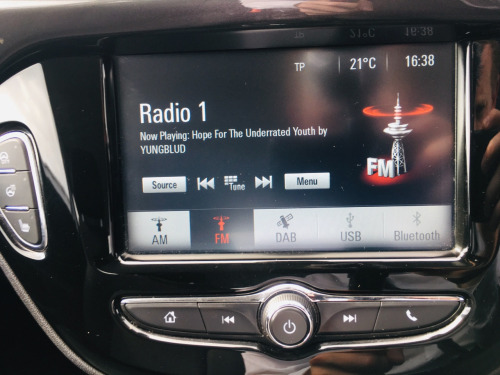 TP 21°C 16:38
Radio 1
Now Playing: Hope For The Underrated Youth by
YUNGBLUD
FM
Source Tune Menu
AM FM DAB USB Bluetooth